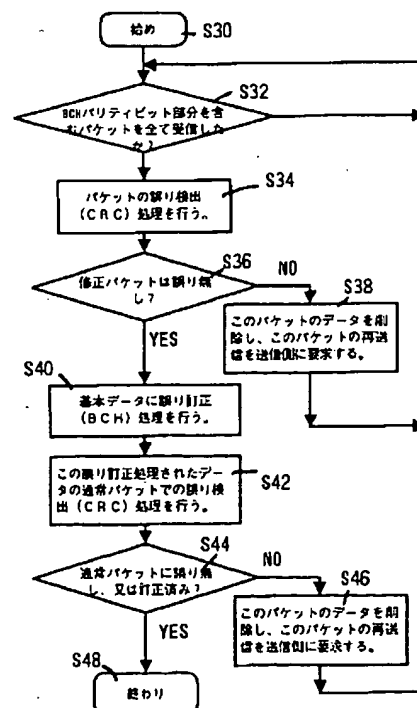 始め
S30
S32
BCHパリティビット部分を含
むパケットを全て受信した
か?
S34
パケットの誤り検出
(CRC)処理を行う。
S36
修正パケットは誤り無
し?
NO
YES
S38
このパケットのデータを削
除し、このパケットの再送
信を送信側に要求する。
S40
基本データに誤り訂正
(BCH)処理を行う。
この誤り訂正処理されたデー
タの通常パケットでの誤り検
出(CRC)処理を行う。
S42
S44
通常パケットに誤り無
し、又は訂正済み?
NO
YES
S46
このパケットのデータを削
除し、このパケットの再送
信を送信側に要求する。
S48
終わり